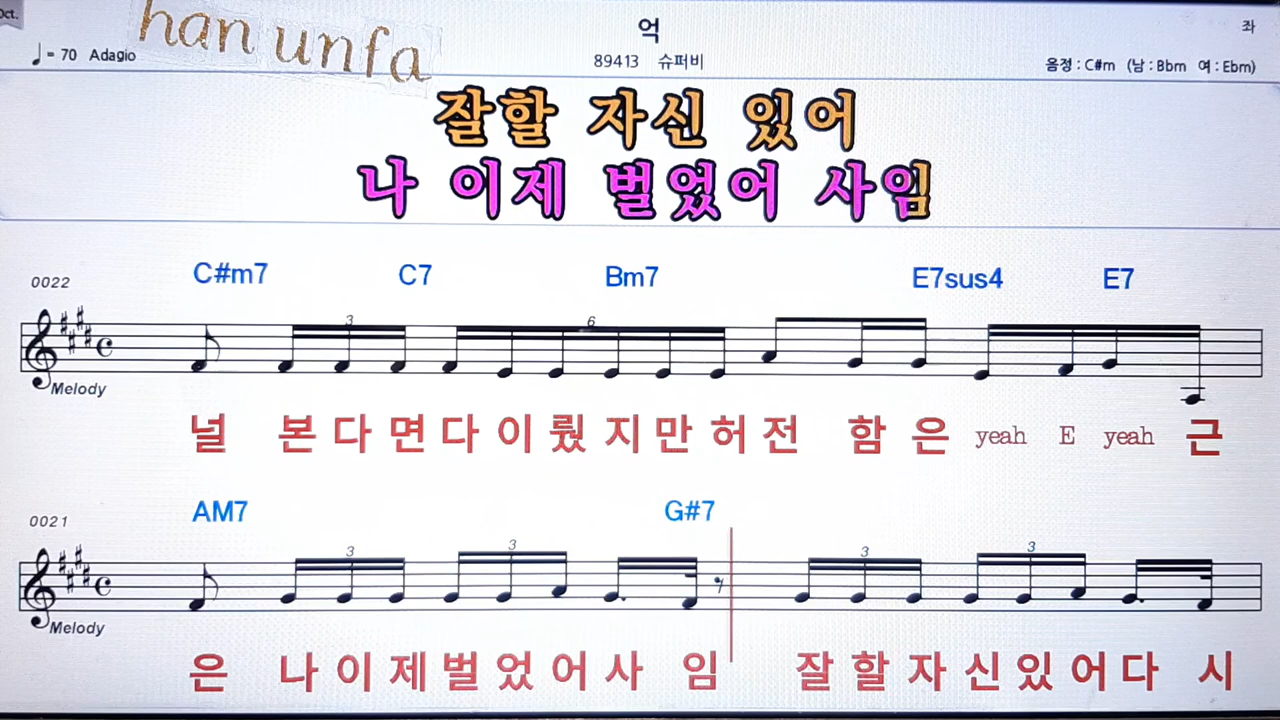 Oct.
han unfa
억
좌
♩= 70 Adagio
89413 슈퍼비
음정 : C#m (남 : Bbm 여 : Ebm)
잘할 자신 있어
나 이제 벌었어 사임
0022
C#m7 C7 Bm7 E7sus4 E7
3 6
Melody
널 본 다 면 다 이 뤘 지 만 허 전 함 은 yeah E yeah 근
0021
AM7 G#7
3 3 3 3
Melody
은 나 이 제 벌 었 어 사 임 잘 할 자 신 있 어 다 시